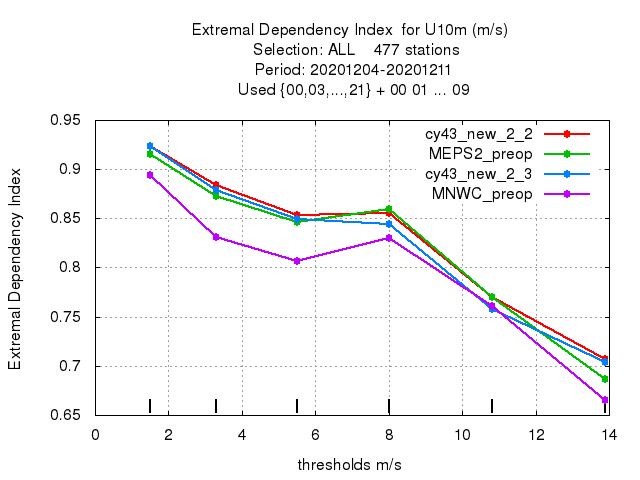 Extremal Dependency Index  for U10m (m/s)
Selection: ALL    477 stations
Period: 20201204-20201211
Used {00,03,...,21} + 00 01 ... 09
Extremal Dependency Index
0.95
0.9
0.85
0.8
0.75
0.7
0.65
cy43_new_2_2
MEPS2_preop
cy43_new_2_3
MNWC_preop
0 2 4 6 8 10 12 14
thresholds m/s